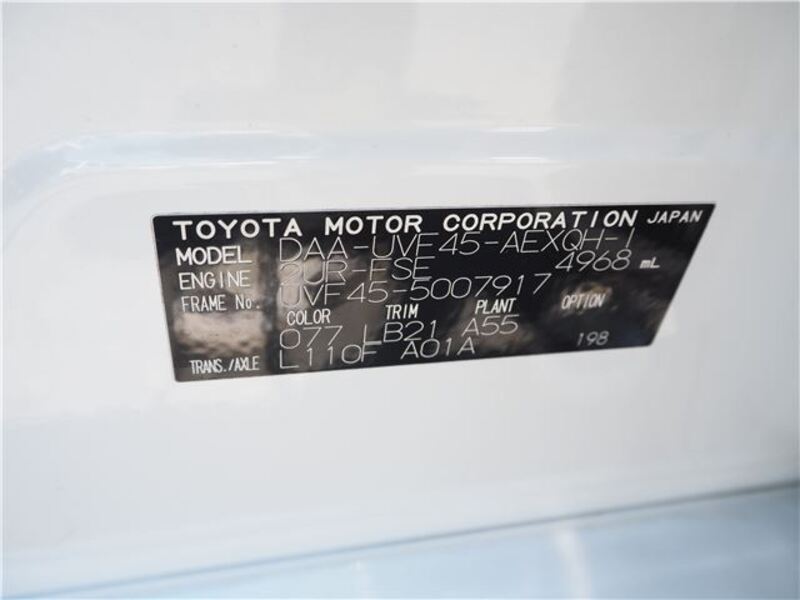 TOYOTA MOTOR CORPORATION JAPAN
MODEL DAA-UVF45-AEXQH-I
ENGINE 2UR-FSE 4968 mL
FRAME No. UVF45-5007917
COLOR TRIM PLANT OPTION
077 LB21 A55
TRANS./AXLE L110F A01A 198